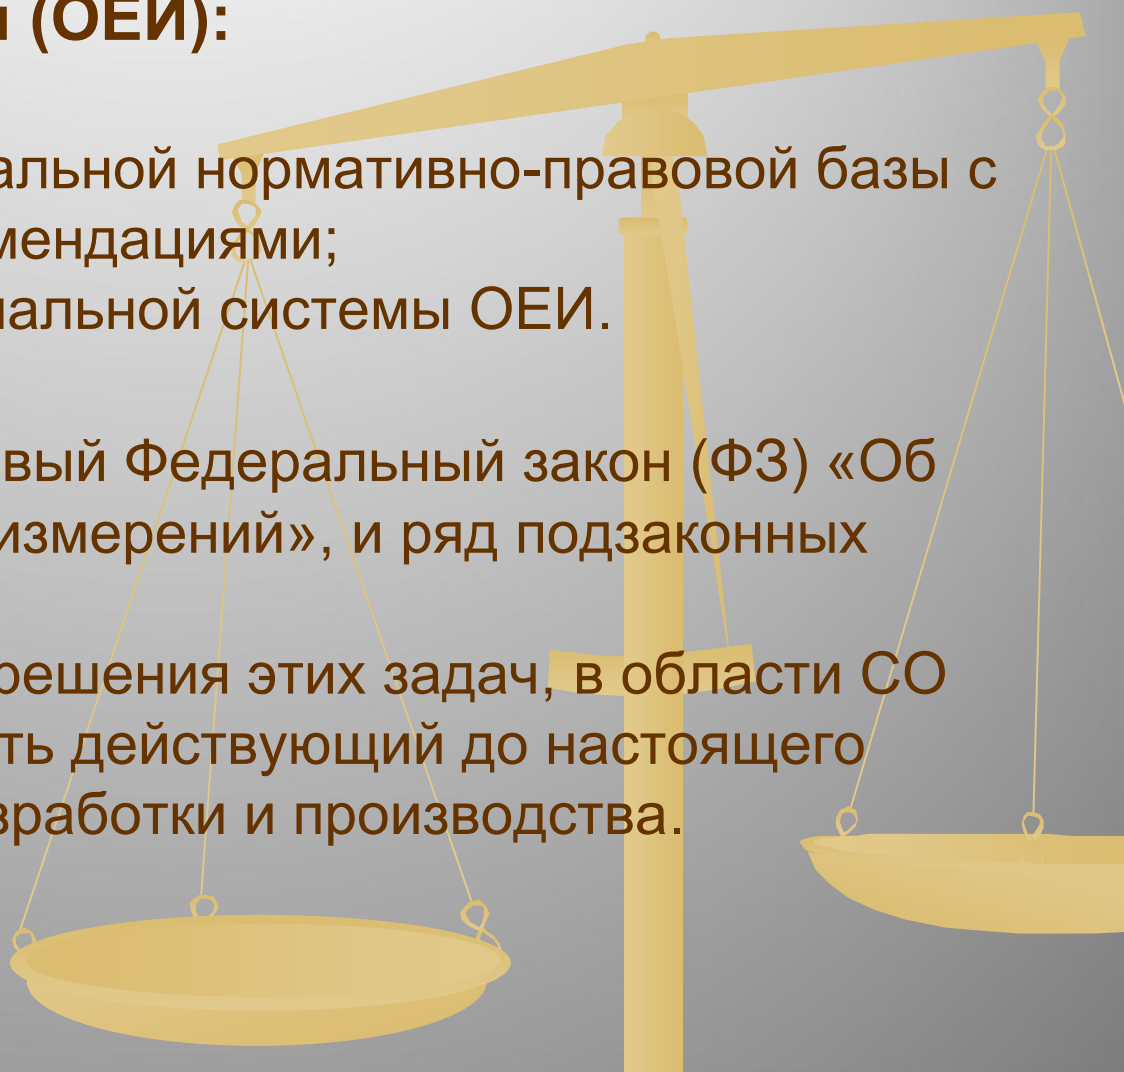 (ОЕИ):
альной нормативно-правовой базы с
мендациями;
альной системы ОЕИ.
вый Федеральный закон (ФЗ) «Об
измерений», и ряд подзаконных
решения этих задач, в области СО
ть действующий до настоящего
зработки и производства.